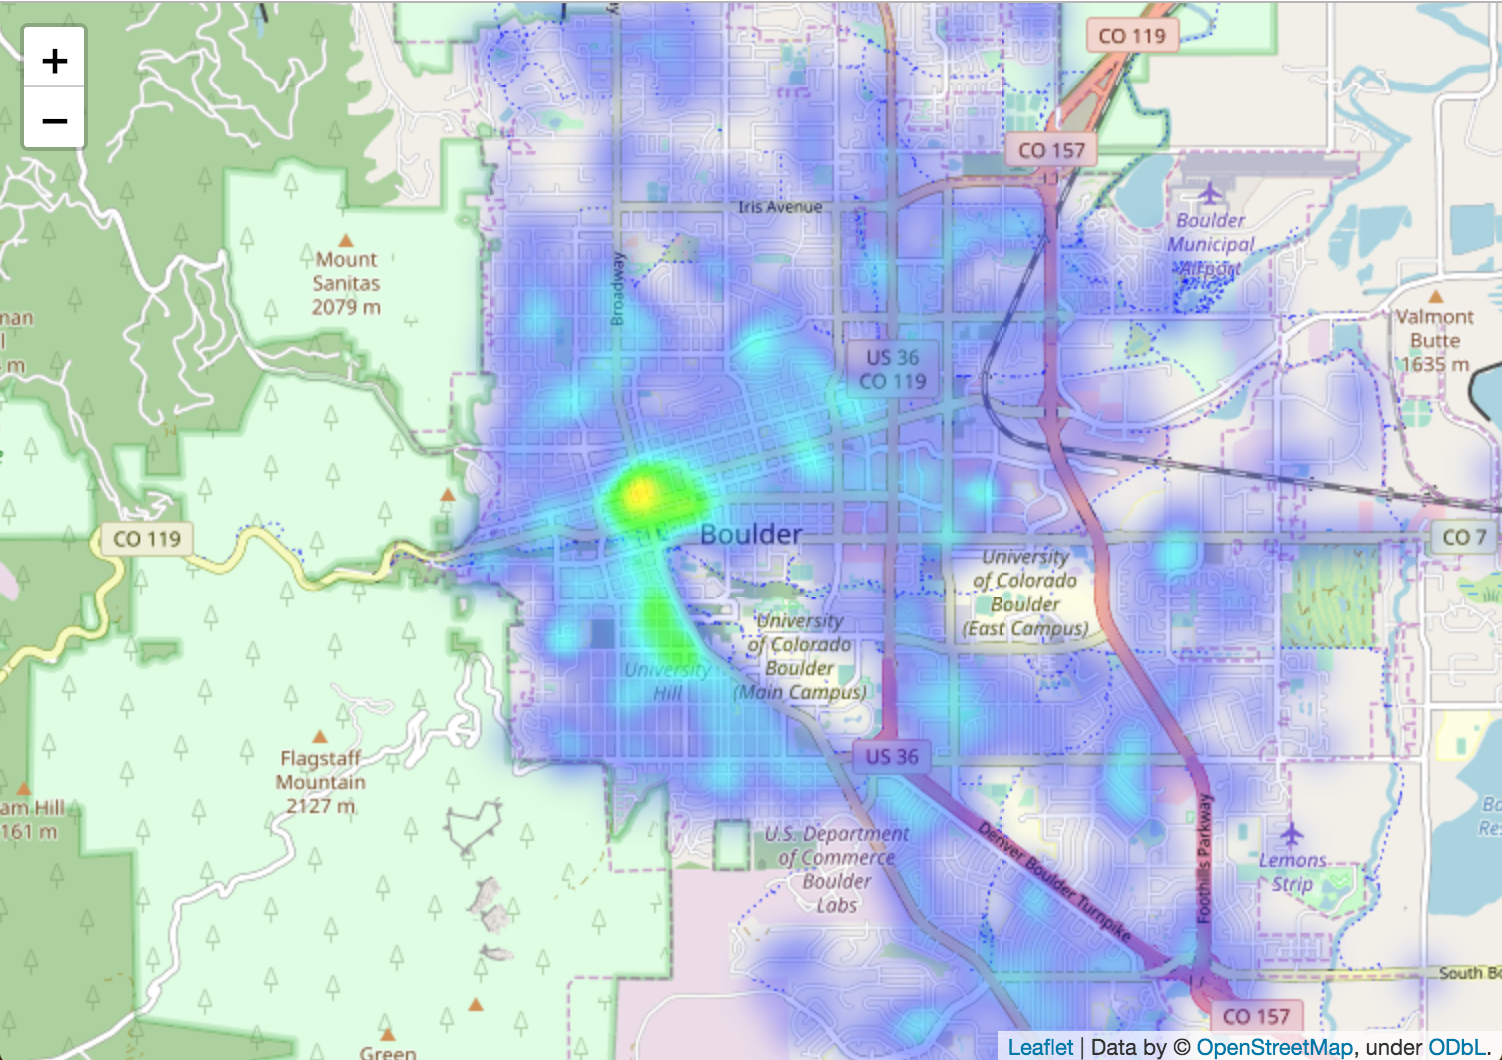 +
−
CO 119
CO 157
Iris Avenue
Boulder
Municipal
Airport
Mount
Sanitas
2079 m
Broadway
nan
l
m
Valmont
Butte
1635 m
US 36
CO 119
CO 119
Boulder
CO 7
University
of Colorado
Boulder
(East Campus)
University
of Colorado
Boulder
(Main Campus)
University
Hill
US 36
Flagstaff
Mountain
2127 m
am Hill
161 m
U.S. Department
of Commerce
Boulder
Labs
Denver Boulder Turnpike
Foothills Parkway
Lemons
Strip
Ba
Res
South Bo
CO 157
Green
Leaflet | Data by © OpenStreetMap, under ODbL.